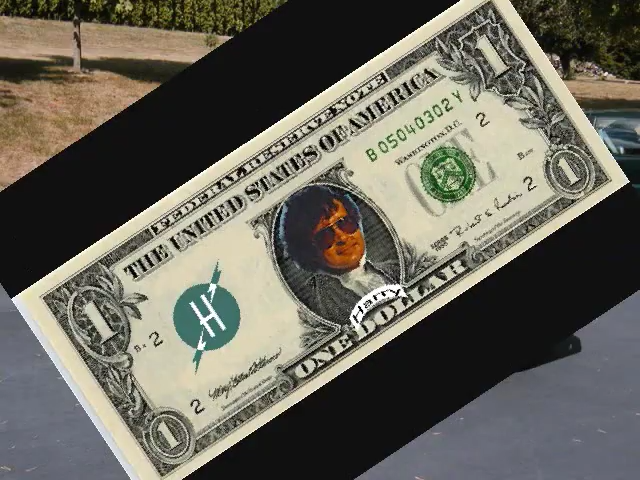 FEDERAL RESERVE NOTE
THE UNITED STATES OF AMERICA
1
1
B 05040302 Y
WASHINGTON, D.C.
2
ONE
B
2
H
2
SERIES
1
B
2
Harry
ONE DOLLAR
1